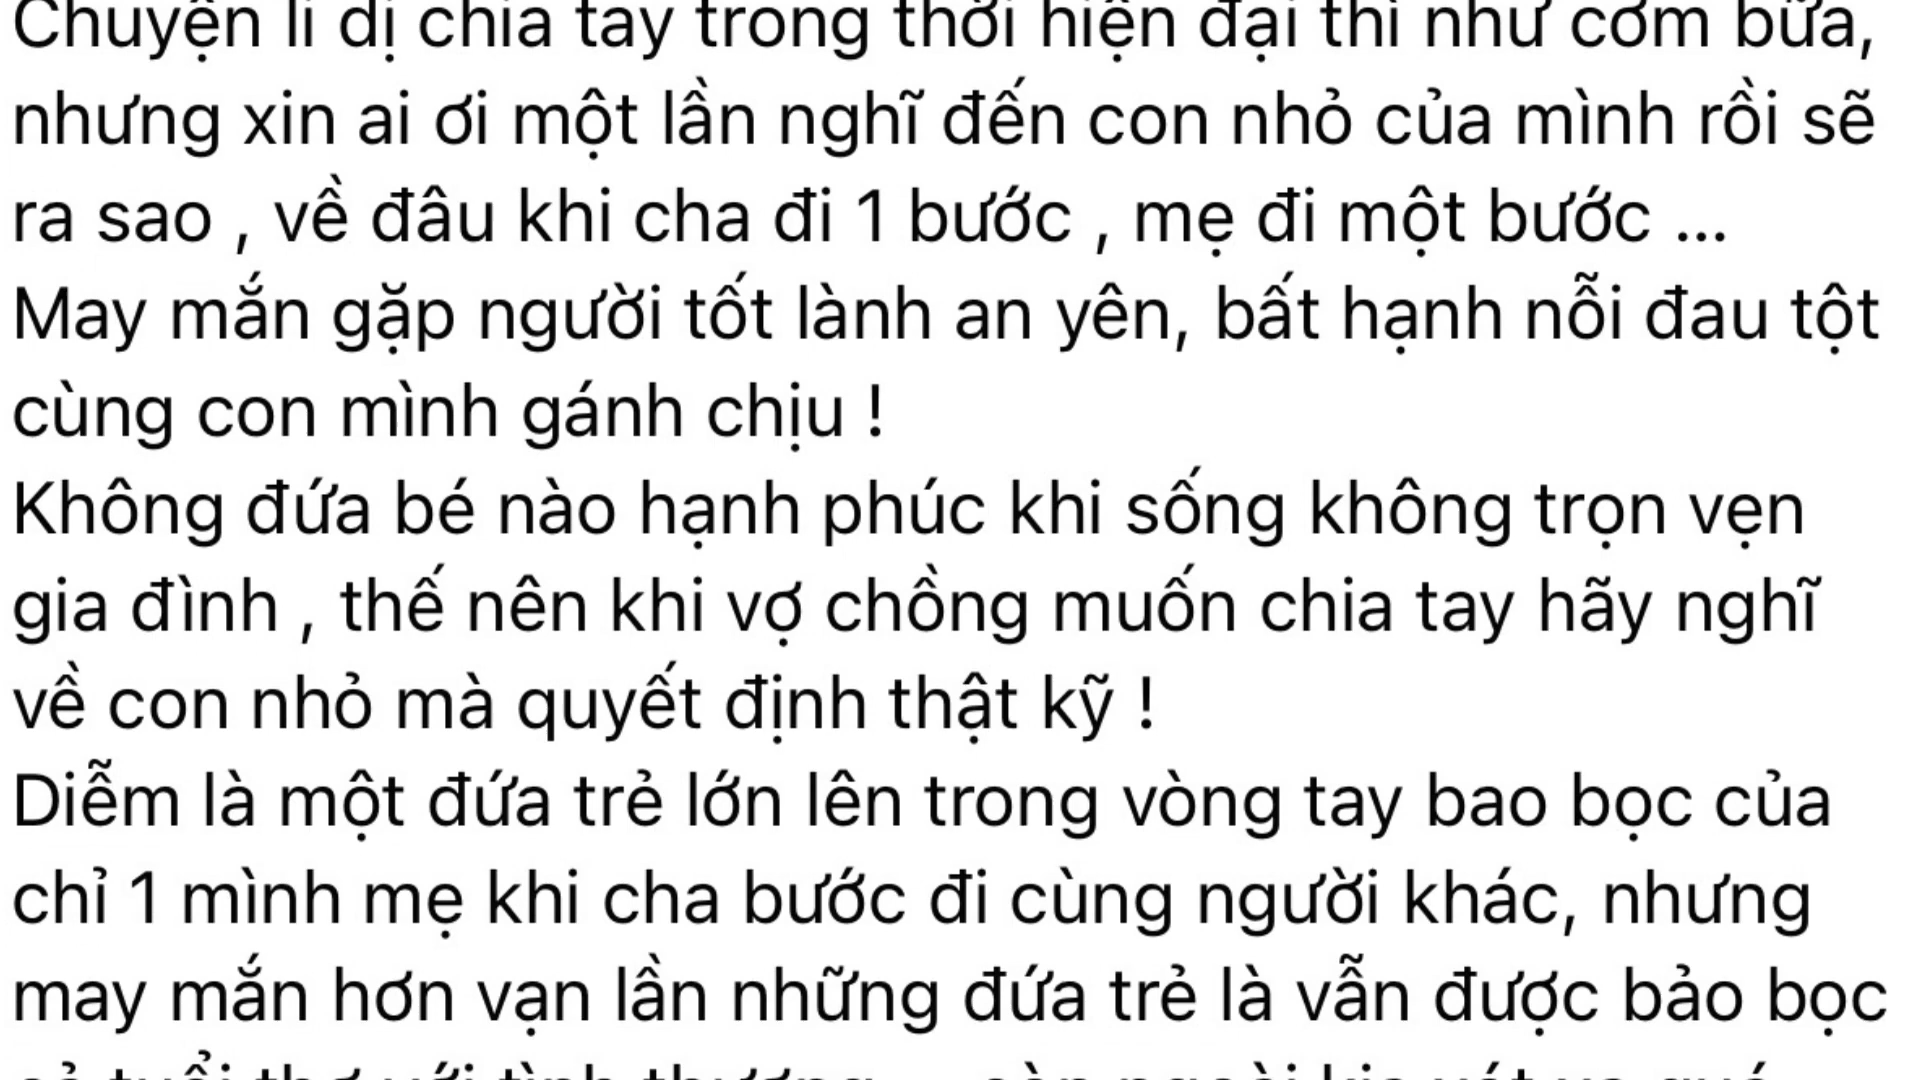 Chuyện li dị chia tay trong thời hiện đại thì như cơm bữa,
nhưng xin ai ơi một lần nghĩ đến con nhỏ của mình rồi sẽ
ra sao , về đâu khi cha đi 1 bước , mẹ đi một bước ...
May mắn gặp người tốt lành an yên, bất hạnh nỗi đau tột
cùng con mình gánh chịu !
Không đứa bé nào hạnh phúc khi sống không trọn vẹn
gia đình , thế nên khi vợ chồng muốn chia tay hãy nghĩ
về con nhỏ mà quyết định thật kỹ !
Diễm là một đứa trẻ lớn lên trong vòng tay bao bọc của
chỉ 1 mình mẹ khi cha bước đi cùng người khác, nhưng
may mắn hơn vạn lần những đứa trẻ là vẫn được bảo bọc